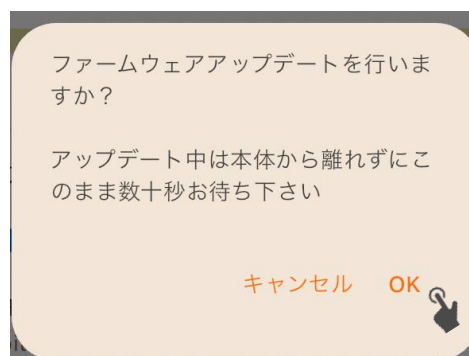 ファームウェアアップデートを行いま
すか？
アップデート中は本体から離れずにこ
のまま数十秒お待ち下さい
キャンセル OK